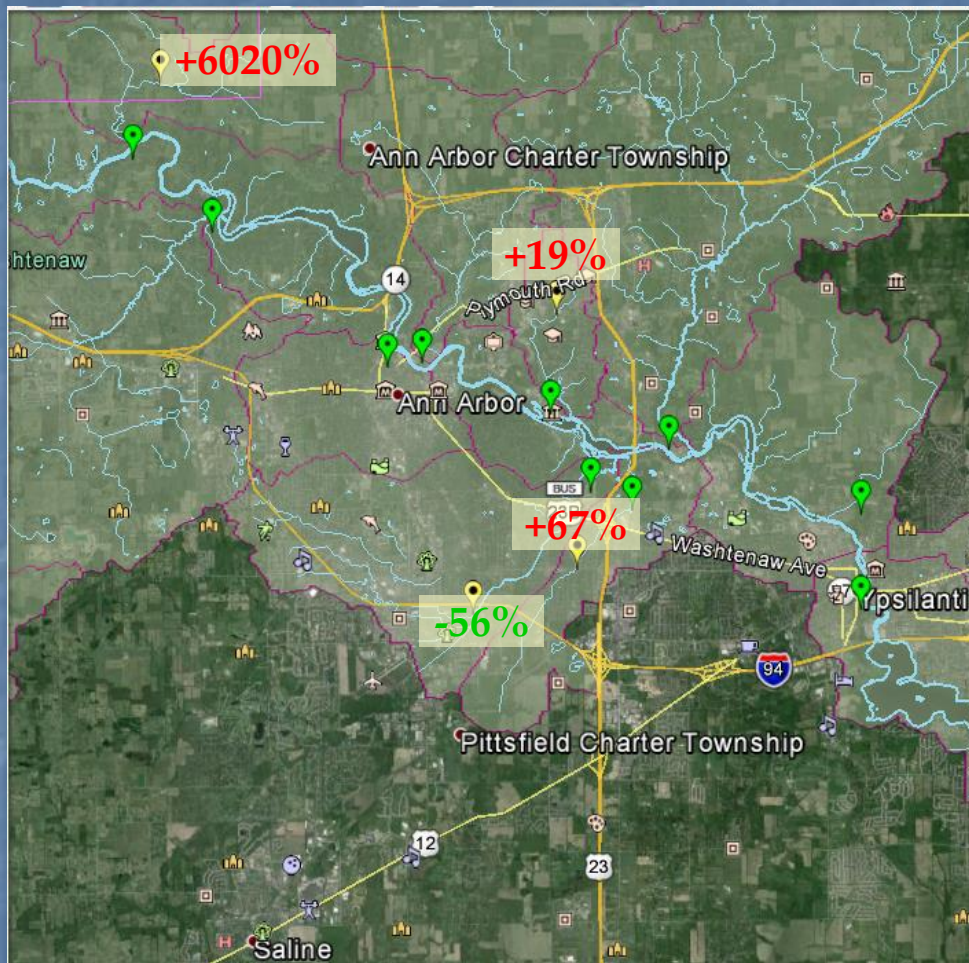 +6020%
Ann Arbor Charter Township
+19%
Plymouth Rd
htenaw
14
Ann Arbor
BUS
+67%
Washtenaw Ave
Ypsilanti
-56%
94
Pittsfield Charter Township
12
23
H
Saline